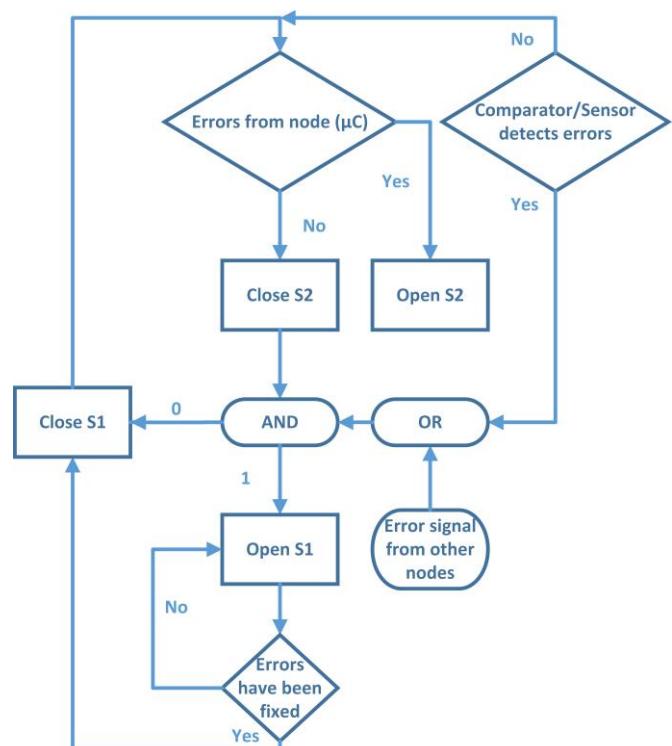 No
Errors from node (µC)
Comparator/Sensor
detects errors
Yes
Yes
No
Close S2
Open S2
Close S1
0
AND
OR
1
Open S1
Error signal
from other
nodes
No
Errors
have been
fixed
Yes